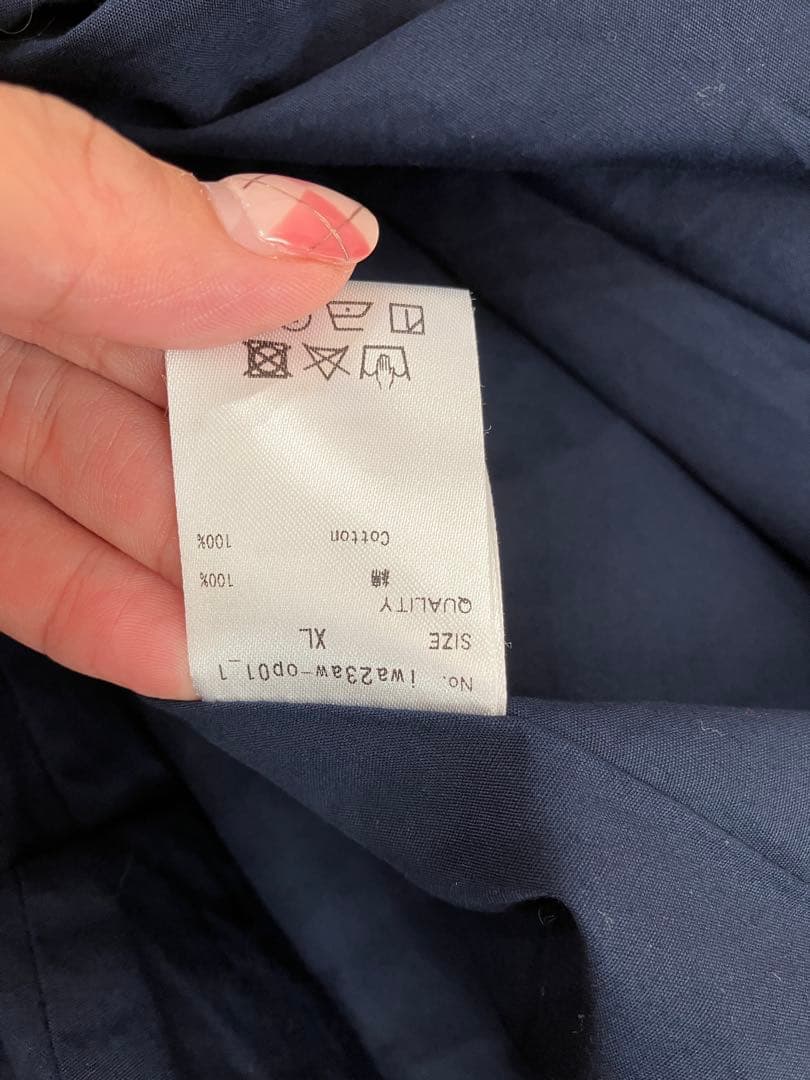 No. iwa23aw-op01_1
SIZE XL
QUALITY
綿 100%
Cotton 100%